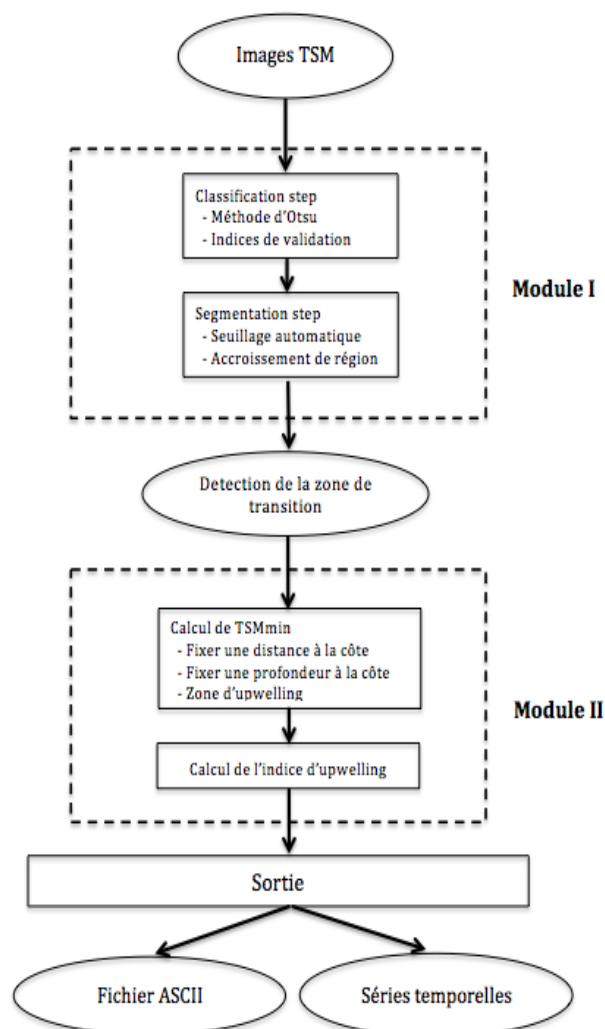 Images TSM
Classification step
- Méthode d'Otsu
- Indices de validation
Segmentation step
- Seuillage automatique
- Accroissement de région
Module I
Detection de la zone de
transition
Calcul de TSMmin
- Fixer une distance à la côte
- Fixer une profondeur à la côte
- Zone d'upwelling
Calcul de l'indice d'upwelling
Module II
Sortie
Fichier ASCII
Séries temporelles